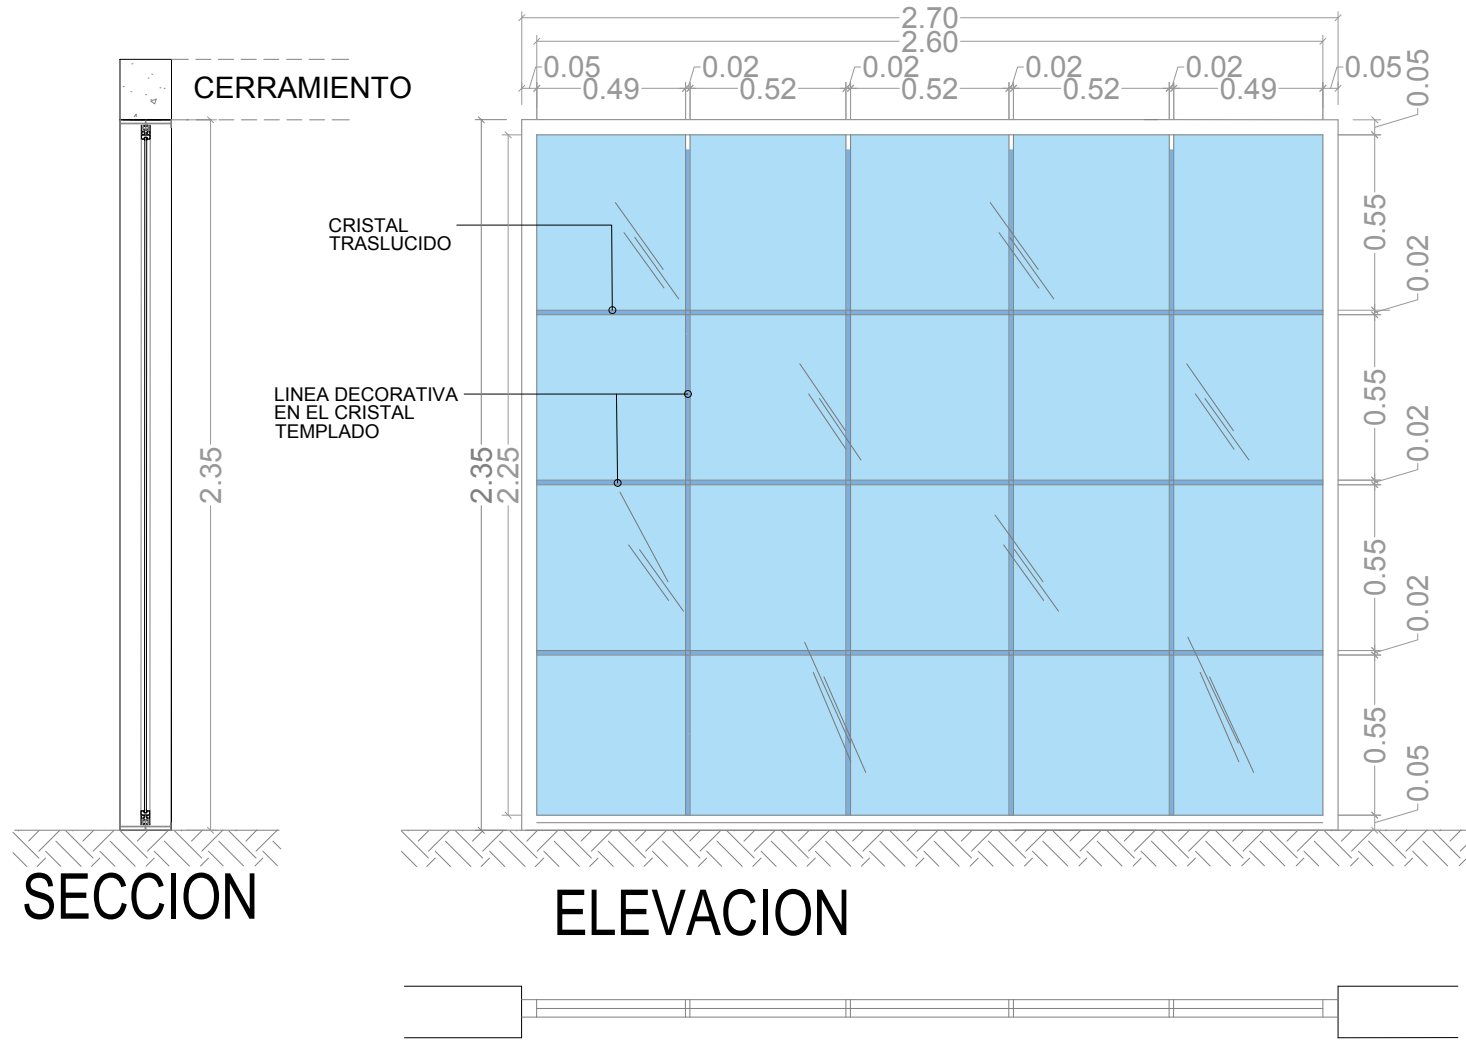 2.70
2.60
0.05 0.02 0.02 0.02 0.02 0.05
0.49 0.52 0.52 0.52 0.49
0.05
CERRAMIENTO
CRISTAL
TRASLUCIDO
0.55
0.02
LINEA DECORATIVA
EN EL CRISTAL
TEMPLADO
0.55
0.02
2.35
2.35
2.25
0.55
0.02
0.55
0.05
SECCION
ELEVACION